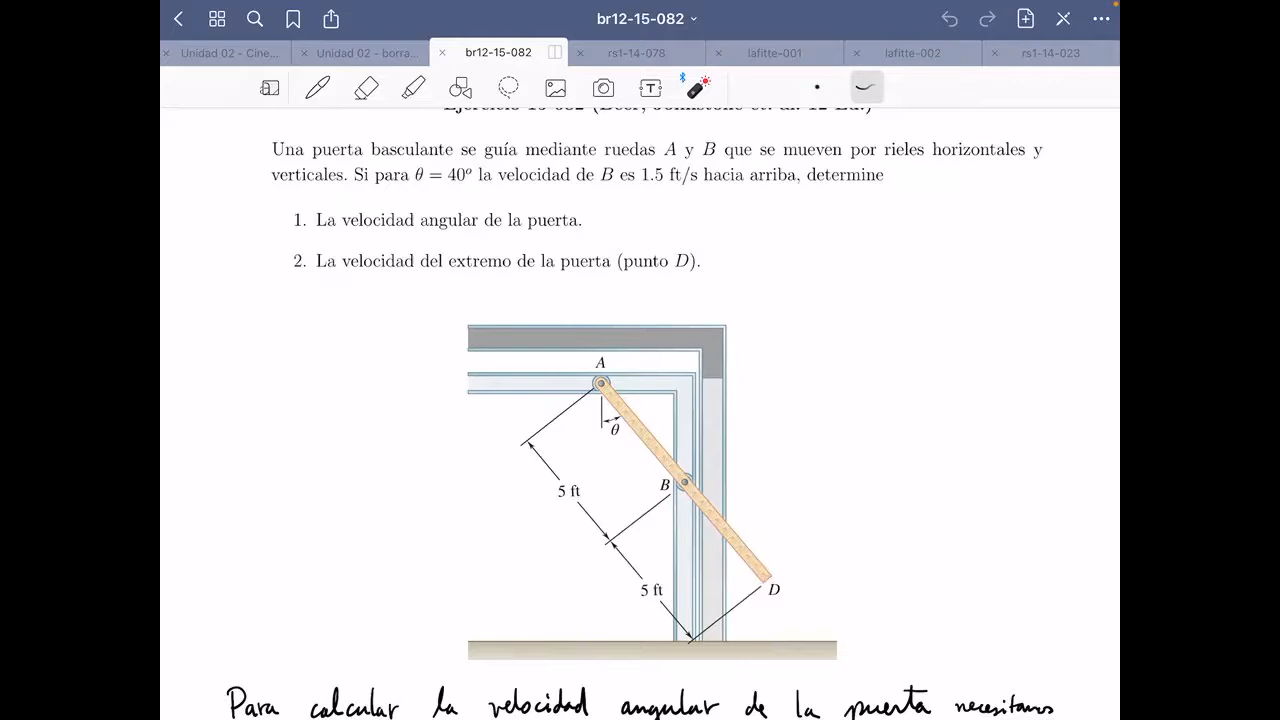 br12-15-082
Unidad 02 - Cine... Unidad 02 - borra... br12-15-082 rs1-14-078 lafitte-001 lafitte-002 rs1-14-023
T
Una puerta basculante se guía mediante ruedas A y B que se mueven por rieles horizontales y
verticales. Si para θ = 40º la velocidad de B es 1.5 ft/s hacia arriba, determine
1. La velocidad angular de la puerta.
2. La velocidad del extremo de la puerta (punto D).
A
θ
B
5 ft
5 ft
D
Para calcular la velocidad angular de la puerta necesitamos